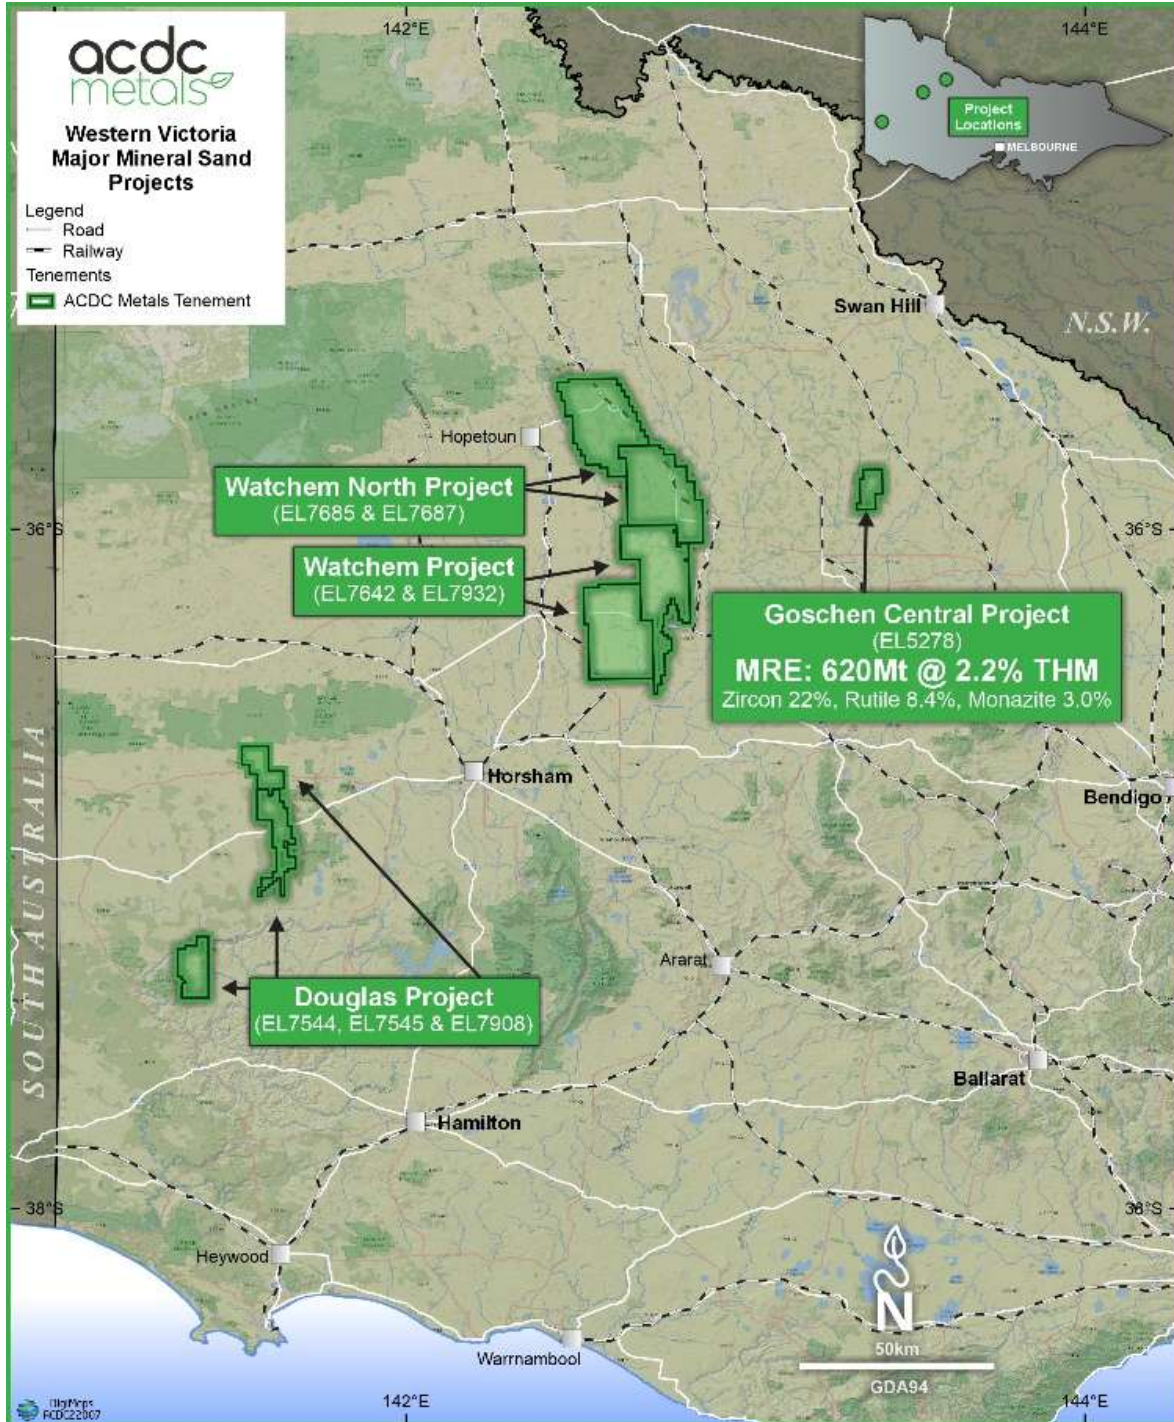 142°E
144°E
acdc
metals
Western Victoria
Major Mineral Sand
Projects
Legend
Road
Railway
Tenements
ACDC Metals Tenement
Project
Locations
MELBOURNE
Swan Hill
N.S.W.
Hopetoun
Watchem North Project
(EL7685 & EL7687)
36°S
36°S
Watchem Project
(EL7642 & EL7932)
Goschen Central Project
(EL5278)
MRE: 620Mt @ 2.2% THM
Zircon 22%, Rutile 8.4%, Monazite 3.0%
SOUTH AUSTRALIA
Horsham
Bendigo
Ararat
Douglas Project
(EL7544, EL7545 & EL7908)
Ballarat
Hamilton
38°S
38°S
Heywood
N
50km
GDA94
Warrnambool
DigiMaps
ACDC22007
142°E
144°E